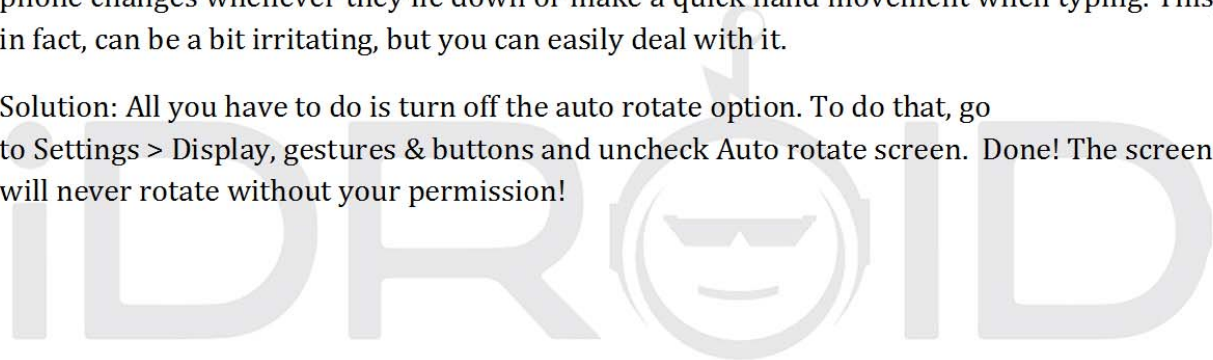 phone changes whenever they lie down or make a quick hand movement when typing. This
in fact, can be a bit irritating, but you can easily deal with it.
Solution: All you have to do is turn off the auto rotate option. To do that, go
to Settings > Display, gestures & buttons and uncheck Auto rotate screen. Done! The screen
will never rotate without your permission!
iDROID